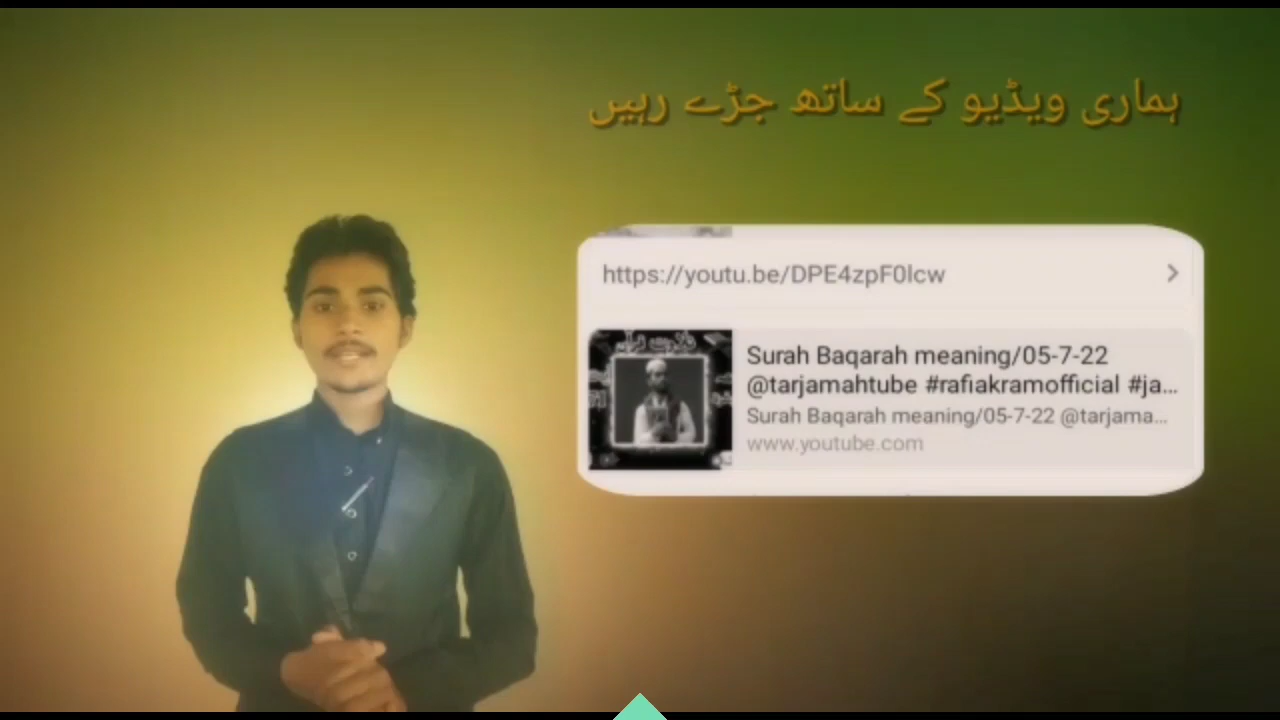 ہماری ویڈیو کے ساتھ جڑے رہیں
https://youtu.be/DPE4zpF0lcw
Surah Baqarah meaning/05-7-22
@tarjamahtube #rafiakramofficial #ja...
Surah Baqarah meaning/05-7-22 @tarjama...
www.youtube.com